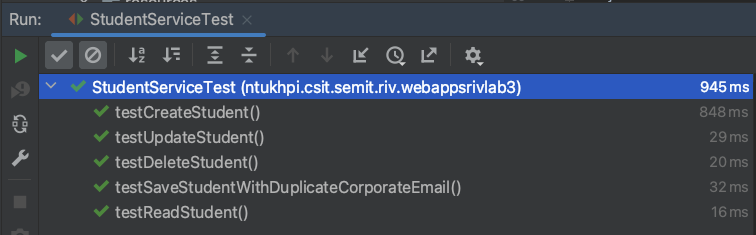 Run: StudentServiceTest
StudentServiceTest (ntukhpi.csit.semit.riv.webappsrivlab3) 945 ms
testCreateStudent() 848 ms
testUpdateStudent() 29 ms
testDeleteStudent() 20 ms
testSaveStudentWithDuplicateCorporateEmail() 32 ms
testReadStudent() 16 ms